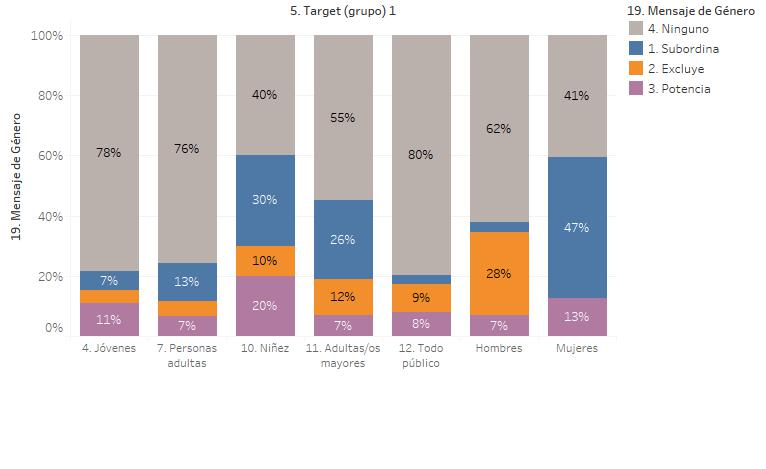 5. Target (grupo) 1
19. Mensaje de Género
4. Ninguno
1. Subordina
2. Excluye
3. Potencia
19. Mensaje de Género
100%
80%
60%
40%
20%
0%
78%
7%
11%
76%
13%
7%
40%
30%
10%
20%
55%
26%
12%
7%
80%
9%
8%
62%
28%
7%
41%
47%
13%
4. Jóvenes
7. Personas
adultas
10. Niñez
11. Adultas/os
mayores
12. Todo
público
Hombres
Mujeres